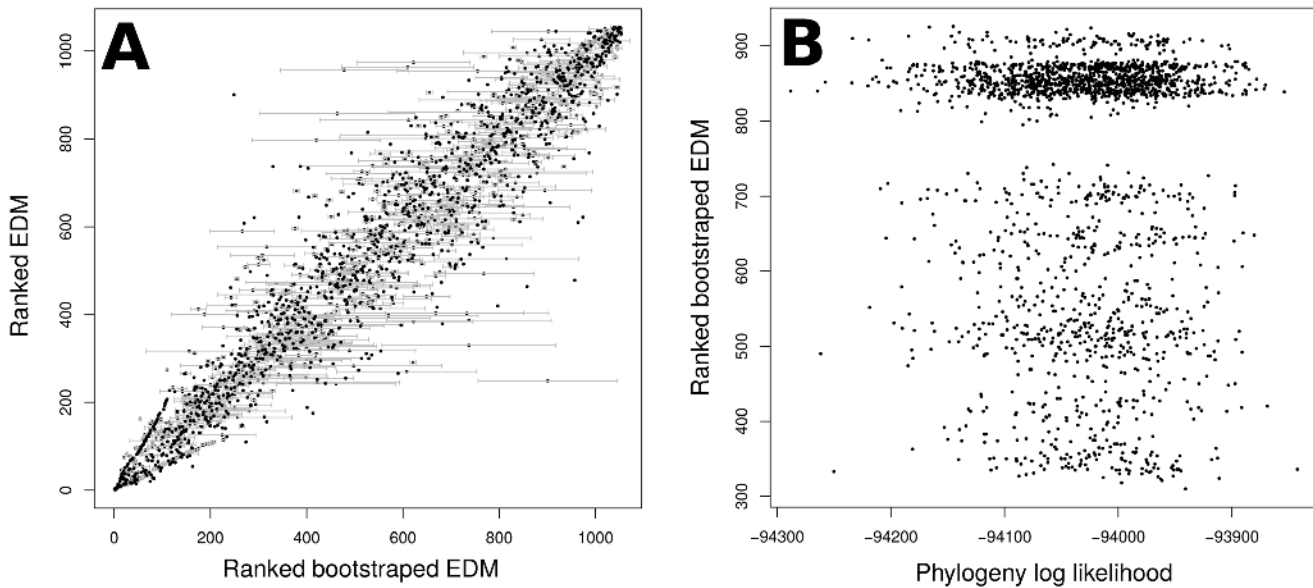 A
Ranked EDM
1000
800
600
400
200
0
0 200 400 600 800 1000
Ranked bootstraped EDM
B
Ranked bootstraped EDM
900
800
700
600
500
400
300
−94300 −94200 −94100 −94000 −93900
Phylogeny log likelihood